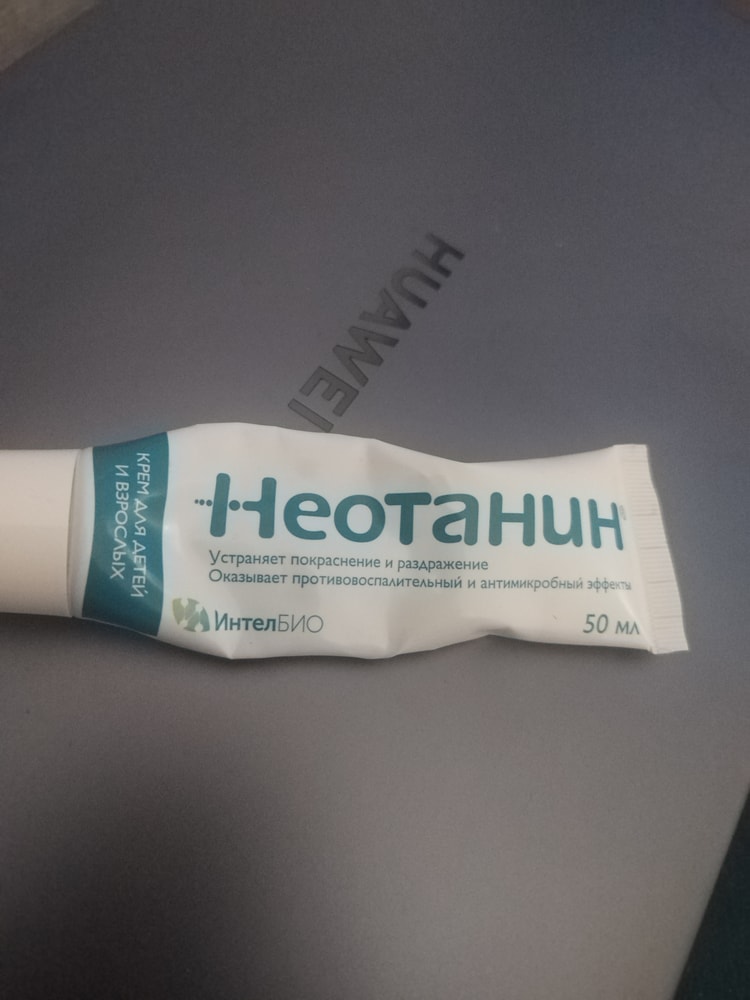 HUAWEI
КРЕМ ДЛЯ ДЕТЕЙ
И ВЗРОСЛЫХ
Неотанин
Устраняет покраснение и раздражение
Оказывает противовоспалительный и антимикробный эффекты
ИнтелБИО
50 мл